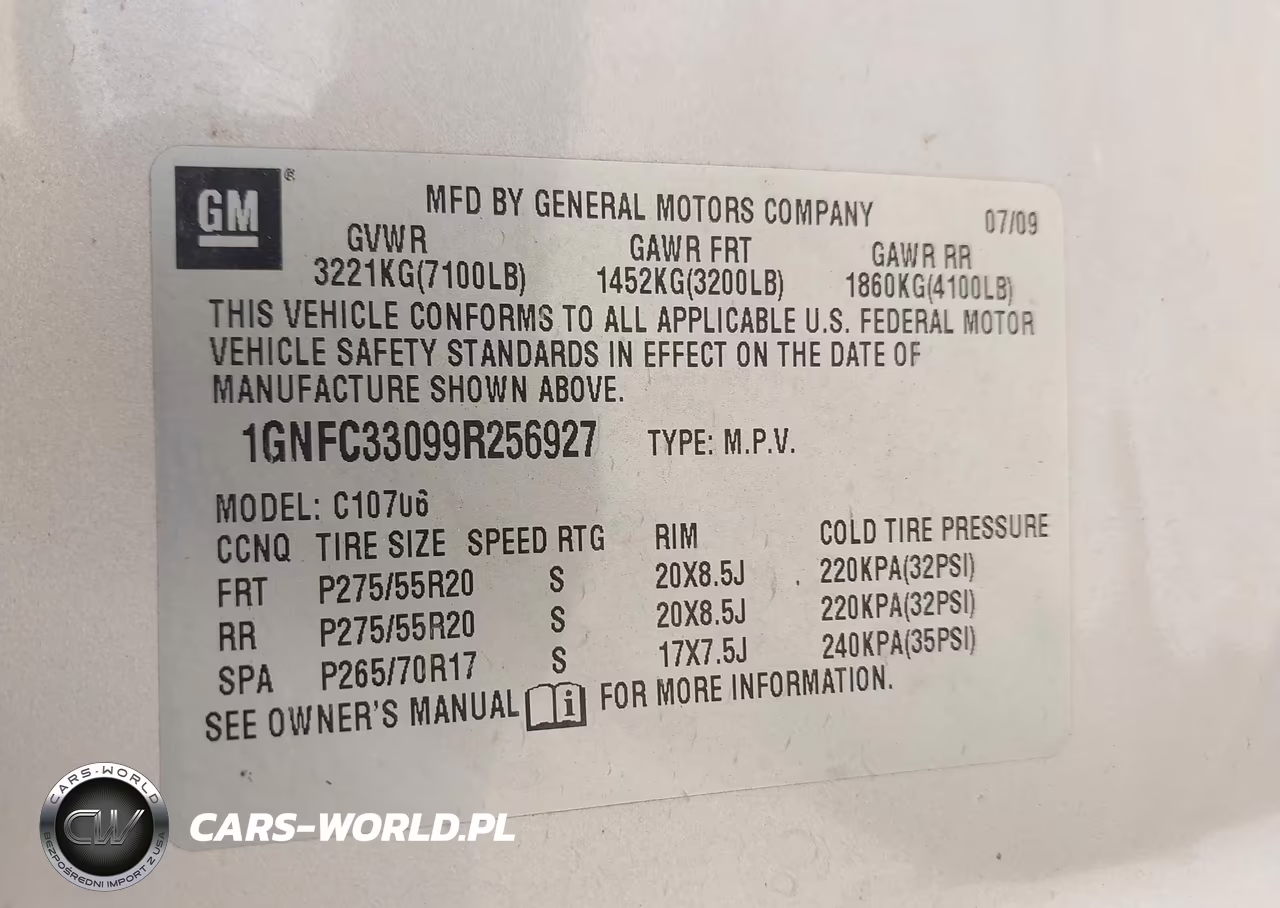 GM®
MFD BY GENERAL MOTORS COMPANY 07/09
GVWR GAWR FRT GAWR RR
3221KG(7100LB) 1452KG(3200LB) 1860KG(4100LB)
THIS VEHICLE CONFORMS TO ALL APPLICABLE U.S. FEDERAL MOTOR
VEHICLE SAFETY STANDARDS IN EFFECT ON THE DATE OF
MANUFACTURE SHOWN ABOVE.
1GNFC33099R256927 TYPE: M.P.V.
MODEL: C10706
CCNQ TIRE SIZE SPEED RTG RIM COLD TIRE PRESSURE
FRT P275/55R20 S 20X8.5J 220KPA(32PSI)
RR P275/55R20 S 20X8.5J 220KPA(32PSI)
SPA P265/70R17 S 17X7.5J 240KPA(35PSI)
SEE OWNER'S MANUAL i FOR MORE INFORMATION.
CARS-WORLD
CW
BEZPOŚREDNI IMPORT Z USA
CARS-WORLD.PL